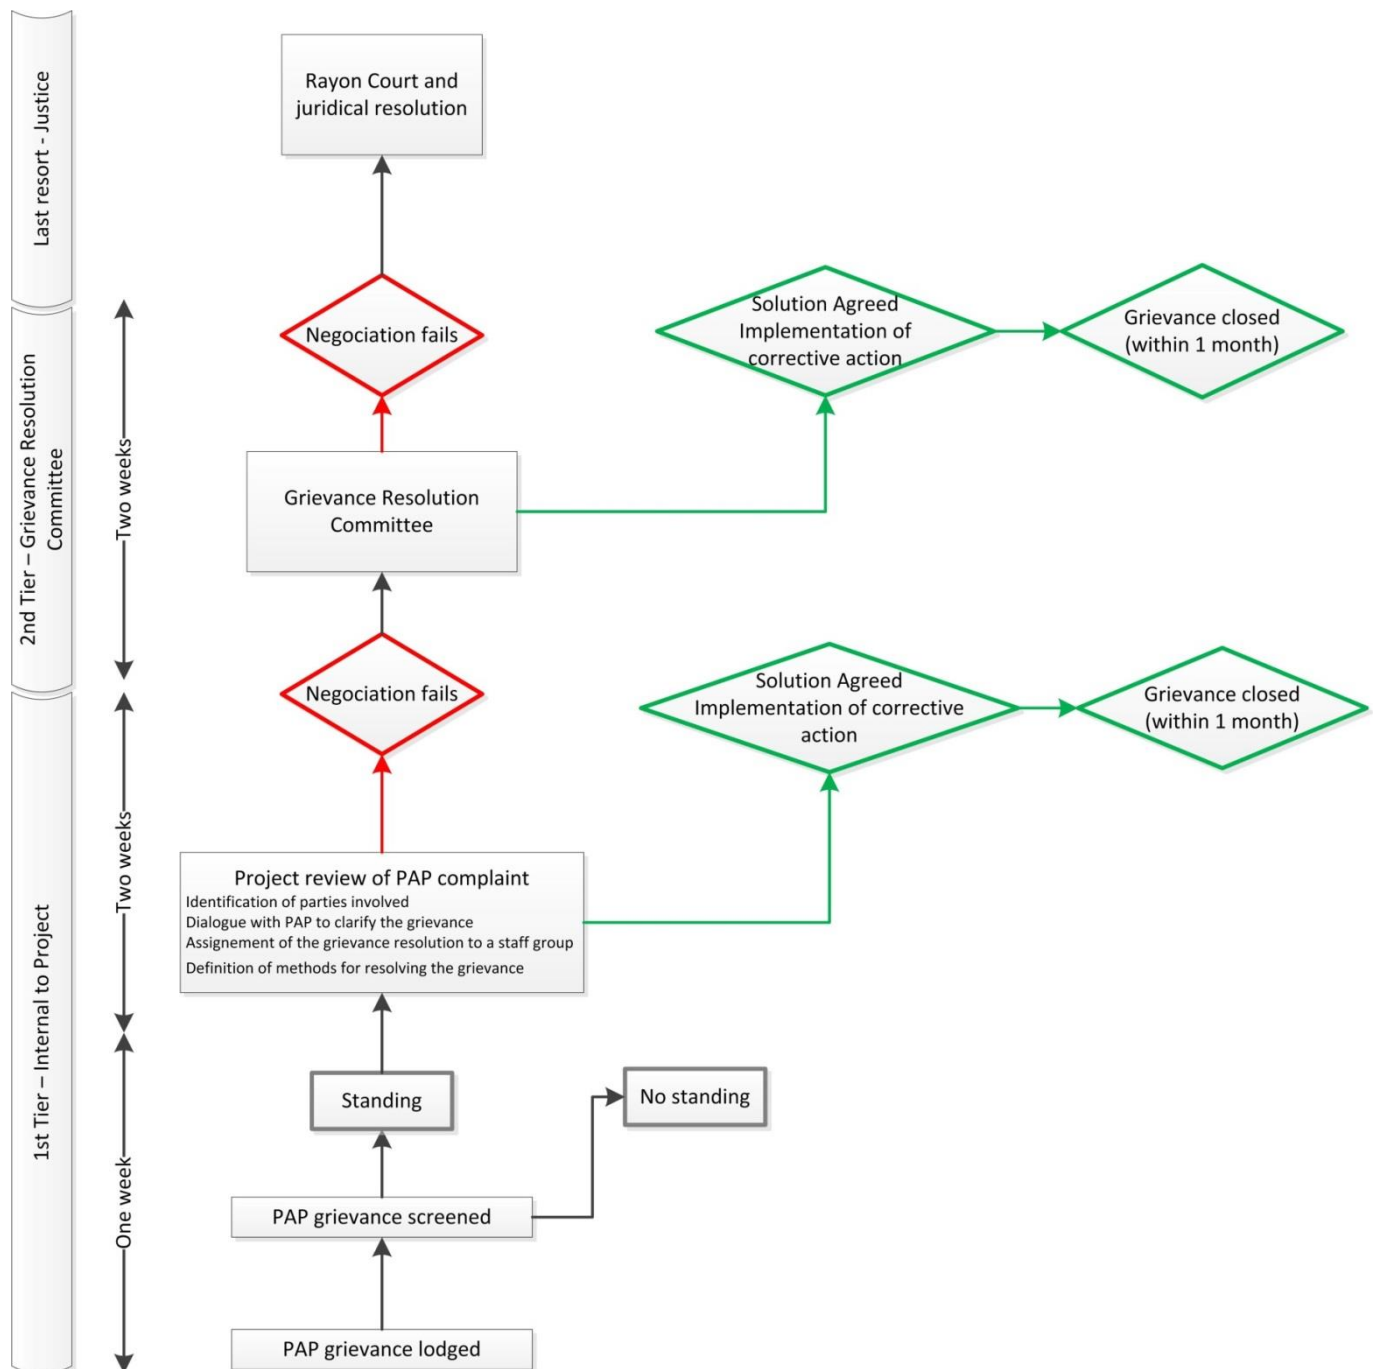 Last resort - Justice
2nd Tier – Grievance Resolution
Committee
1st Tier – Internal to Project
Two weeks
Two weeks
One week
Rayon Court and
juridical resolution
Negociation fails
Solution Agreed
Implementation of
corrective action
Grievance closed
(within 1 month)
Grievance Resolution
Committee
Negociation fails
Solution Agreed
Implementation of corrective
action
Grievance closed
(within 1 month)
Project review of PAP complaint
Identification of parties involved
Dialogue with PAP to clarify the grievance
Assignement of the grievance resolution to a staff group
Definition of methods for resolving the grievance
Standing
No standing
PAP grievance screened
PAP grievance lodged